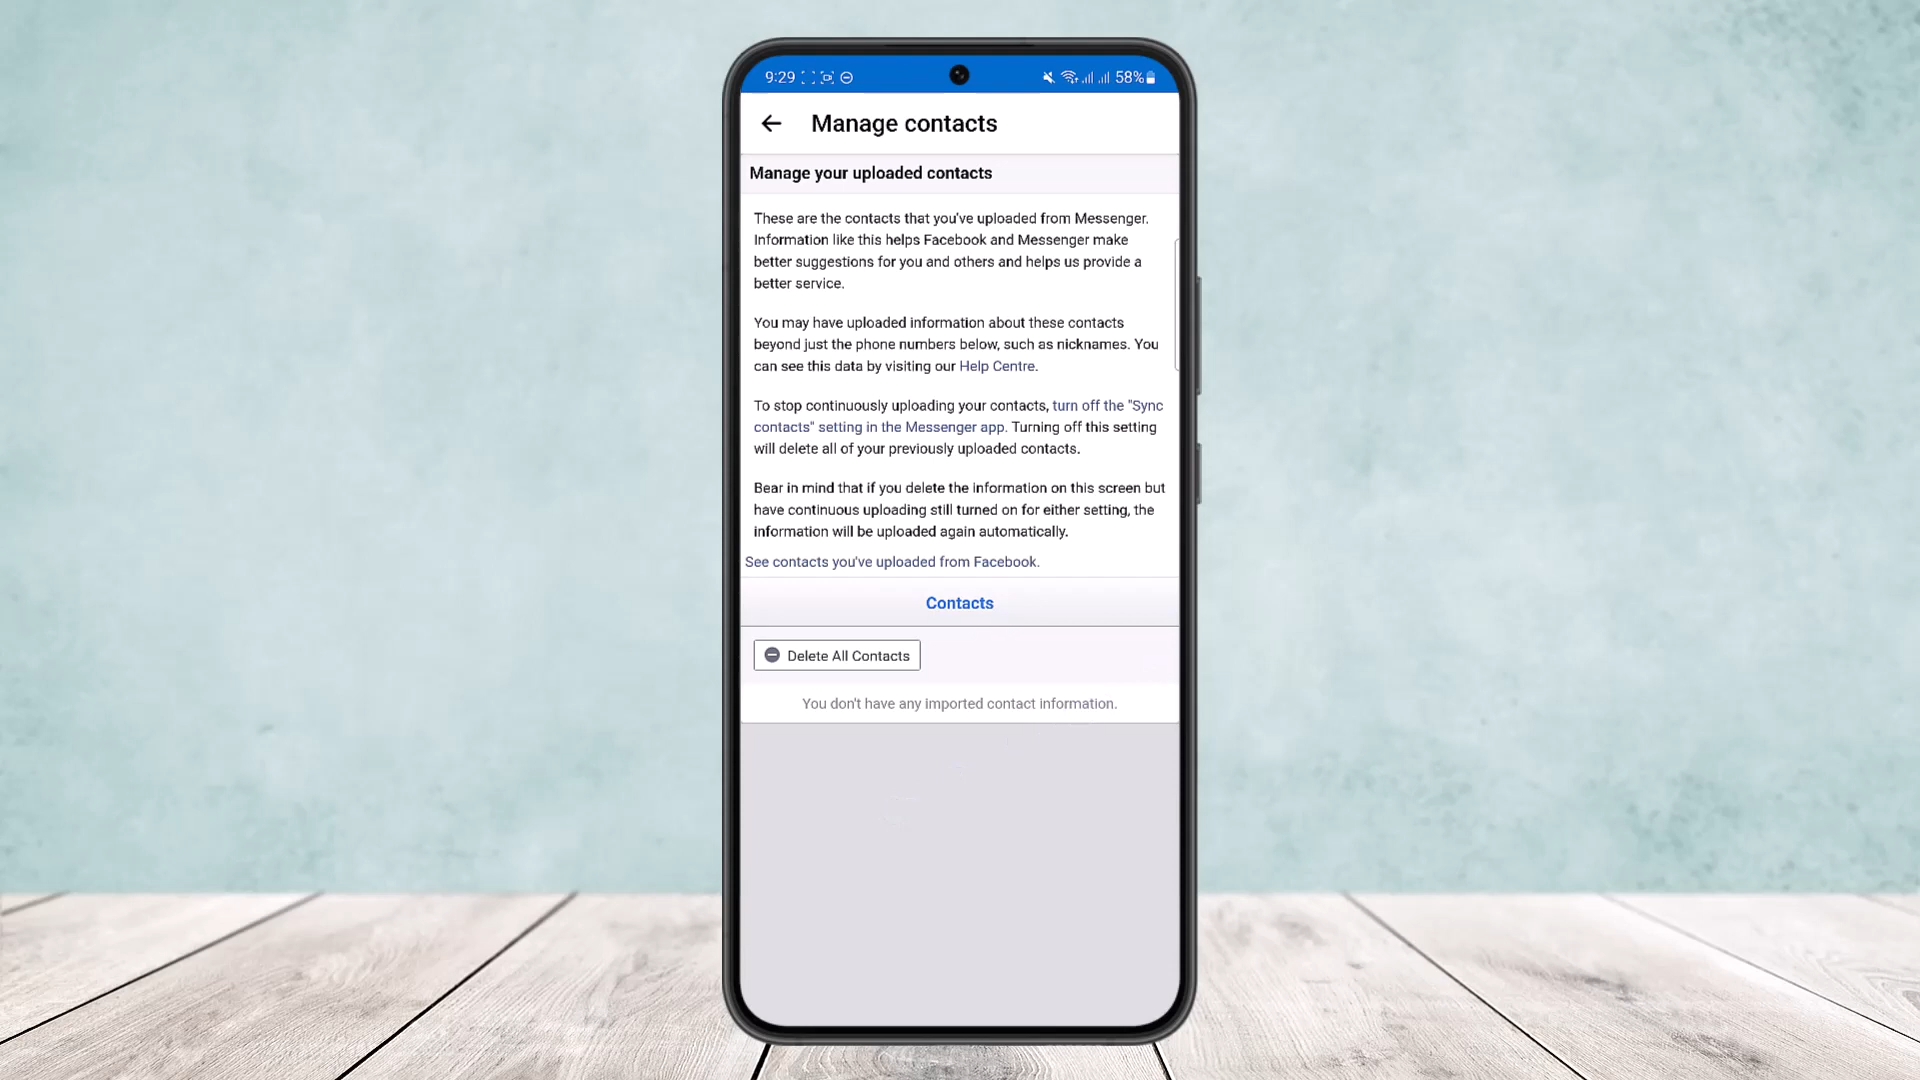 9:29 58%
Manage contacts
Manage your uploaded contacts
These are the contacts that you've uploaded from Messenger.
Information like this helps Facebook and Messenger make
better suggestions for you and others and helps us provide a
better service.
You may have uploaded information about these contacts
beyond just the phone numbers below, such as nicknames. You
can see this data by visiting our Help Centre.
To stop continuously uploading your contacts, turn off the "Sync
contacts" setting in the Messenger app. Turning off this setting
will delete all of your previously uploaded contacts.
Bear in mind that if you delete the information on this screen but
have continuous uploading still turned on for either setting, the
information will be uploaded again automatically.
See contacts you've uploaded from Facebook.
Contacts
Delete All Contacts
You don't have any imported contact information.